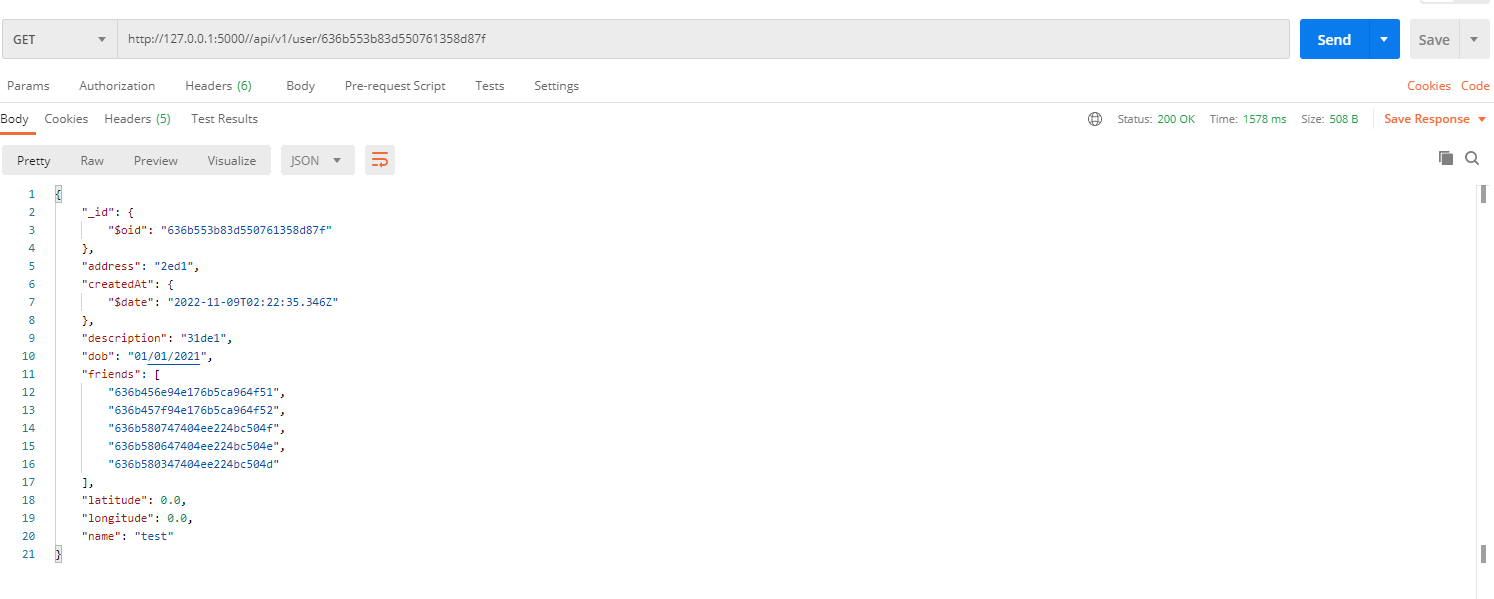 GET http://127.0.0.1:5000//api/v1/user/636b553b83d550761358d87f Send Save
Params Authorization Headers (6) Body Pre-request Script Tests Settings Cookies Code
Body Cookies Headers (5) Test Results Status: 200 OK Time: 1578 ms Size: 508 B Save Response
Pretty Raw Preview Visualize JSON
1 {
2 "_id": {
3 "$oid": "636b553b83d550761358d87f"
4 },
5 "address": "2ed1",
6 "createdAt": {
7 "$date": "2022-11-09T02:22:35.346Z"
8 },
9 "description": "31de1",
10 "dob": "01/01/2021",
11 "friends": [
12 "636b456e94e176b5ca964f51",
13 "636b457f94e176b5ca964f52",
14 "636b580747404ee224bc504f",
15 "636b580647404ee224bc504e",
16 "636b580347404ee224bc504d"
17 ],
18 "latitude": 0.0,
19 "longitude": 0.0,
20 "name": "test"
21 }